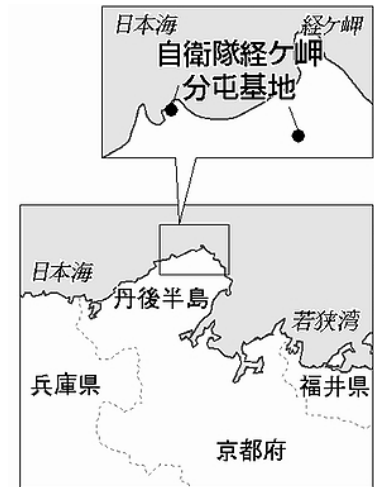 日本海
経ケ岬
自衛隊経ケ岬
分屯基地
日本海
丹後半島
若狭湾
兵庫県
福井県
京都府